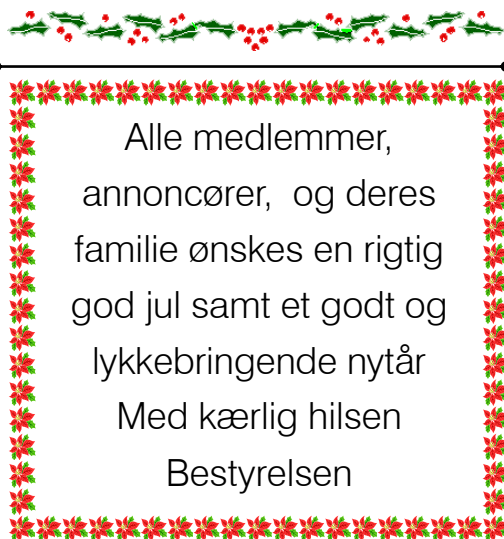 Alle medlemmer,
annoncører,  og deres
familie ønskes en rigtig
god jul samt et godt og
lykkebringende nytår
Med kærlig hilsen
Bestyrelsen